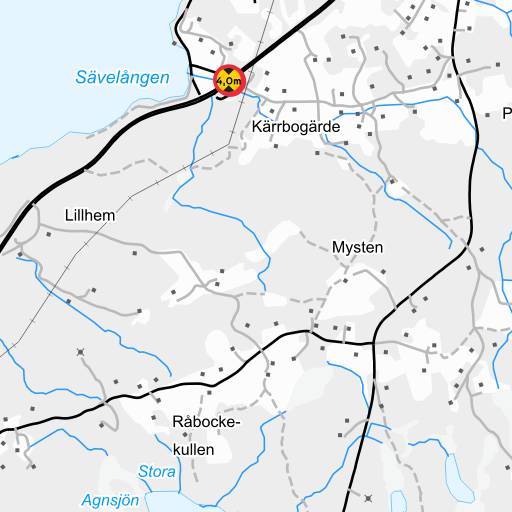 Sävelången
4,0m
P
Kärrbogärde
Lillhem
Mysten
Råbocke-
kullen
Stora
Agnsjön